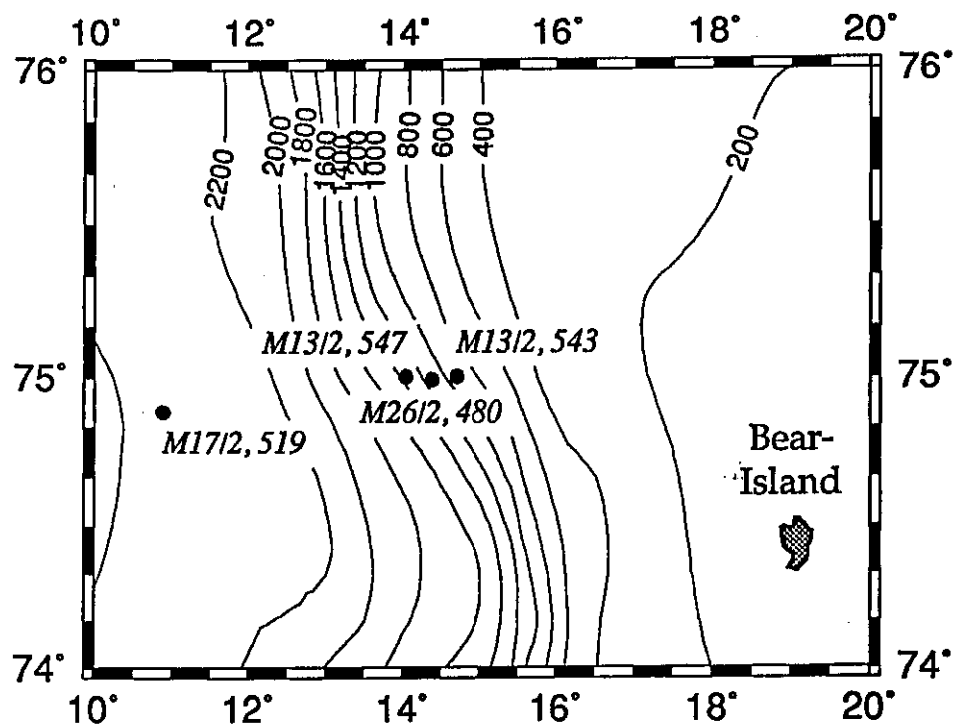 10° 12° 14° 16° 18° 20°
76° 76°
2200 2000 1800 1600 1400 1200 1000 800 600 400 200
M13/2, 547 M13/2, 543
75° 75°
M26/2, 480
M17/2, 519
Bear-
Island
74° 74°
10° 12° 14° 16° 18° 20°